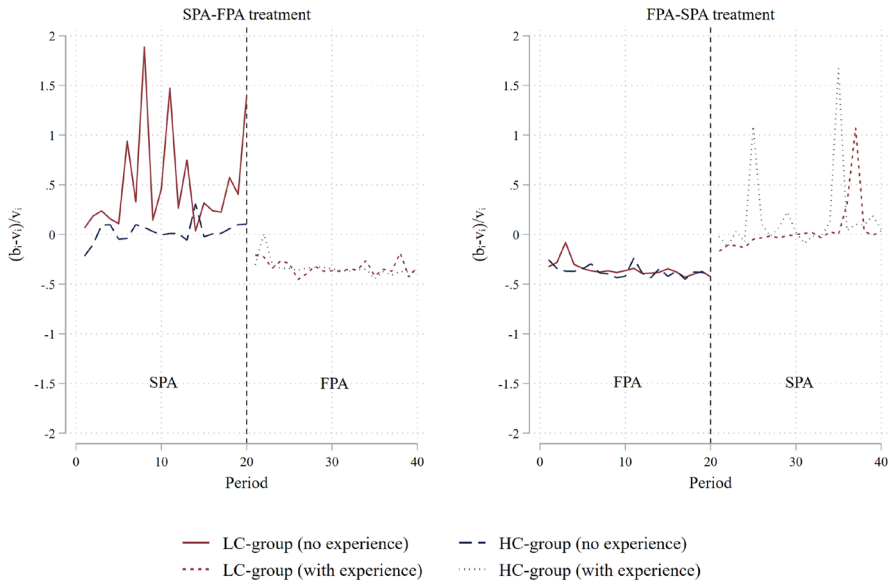 SPA-FPA treatment
2
1.5
1
.5
0
-.5
-1
-1.5
-2
(bᵢ-vᵢ)/vᵢ
SPA
FPA
0
10
20
30
40
Period
FPA-SPA treatment
2
1.5
1
.5
0
-.5
-1
-1.5
-2
(bᵢ-vᵢ)/vᵢ
FPA
SPA
0
10
20
30
40
Period
LC-group (no experience)
HC-group (no experience)
LC-group (with experience)
HC-group (with experience)